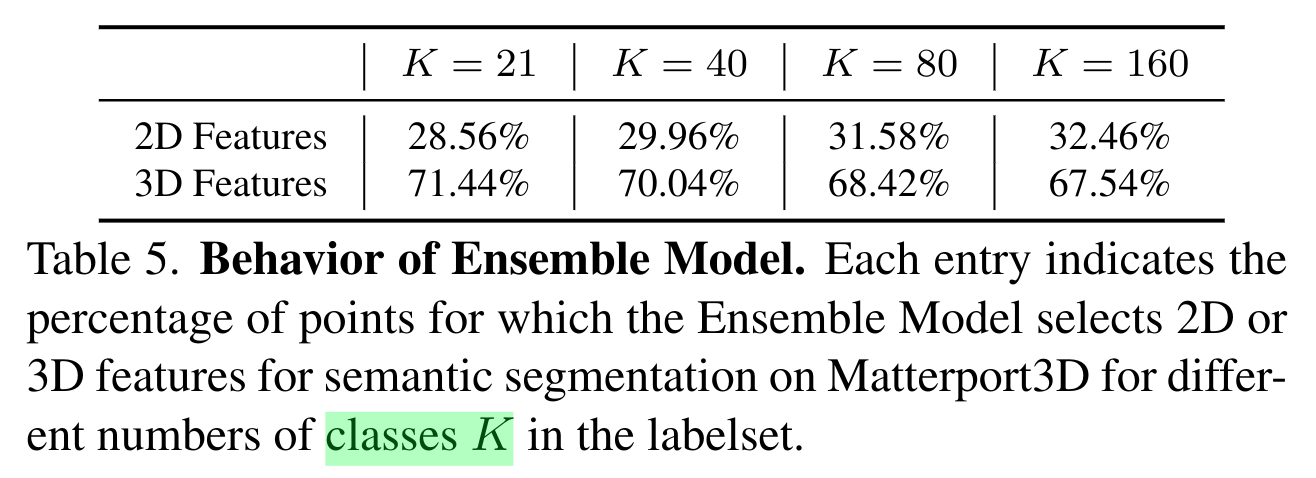 K = 21 K = 40 K = 80 K = 160
2D Features 28.56% 29.96% 31.58% 32.46%
3D Features 71.44% 70.04% 68.42% 67.54%
Table 5. Behavior of Ensemble Model. Each entry indicates the
percentage of points for which the Ensemble Model selects 2D or
3D features for semantic segmentation on Matterport3D for differ-
ent numbers of classes K in the labelset.